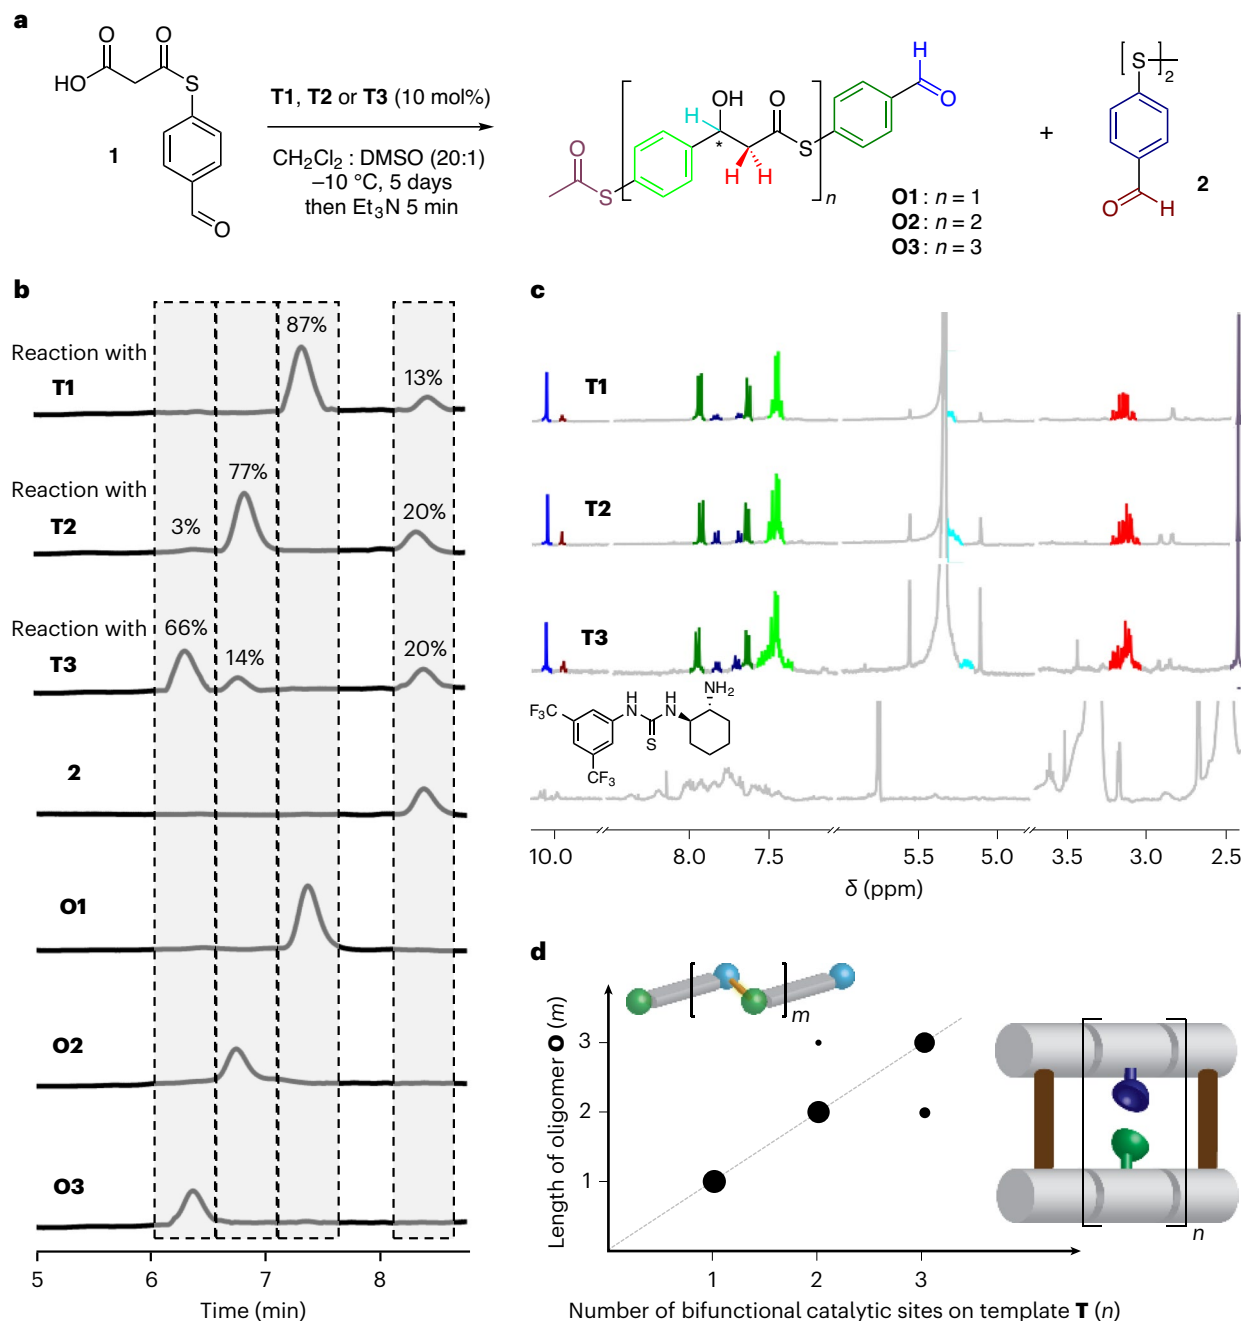 a
O
O
HO
S
1
O
T1, T2 or T3 (10 mol%)
CH2Cl2 : DMSO (20:1)
–10 °C, 5 days
then Et3N 5 min
O
S
H
OH
*
O
H H
S
n
H
O
O1: n = 1
O2: n = 2
O3: n = 3
+
[S]2
O
H
2
b
Reaction with
T1
87%
13%
Reaction with
T2
3%
77%
20%
Reaction with
T3
66%
14%
20%
2
O1
O2
O3
5 6 7 8
Time (min)
c
T1
T2
T3
F3C
H
N
S
H
N
NH2
CF3
10.0 8.0 7.5 5.5 5.0 3.5 3.0 2.5
δ (ppm)
d
m
Length of oligomer O (m)
3
2
1
n
1 2 3
Number of bifunctional catalytic sites on template T (n)